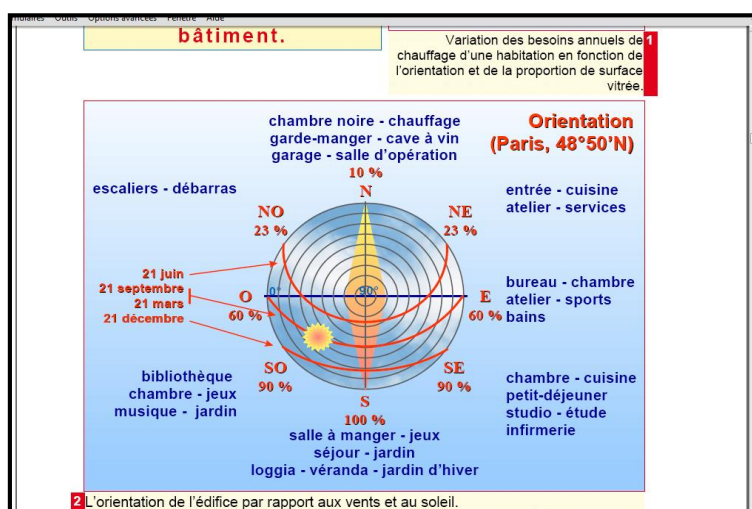 Outils Options avancées Fenêtre Aide
bâtiment.
1
Variation des besoins annuels de
chauffage d'une habitation en fonction de
l'orientation et de la proportion de surface
vitrée.
Orientation
(Paris, 48°50'N)
chambre noire - chauffage
garde-manger - cave à vin
garage - salle d'opération
10 %
N
escaliers - débarras
entrée - cuisine
atelier - services
NO
23 %
NE
23 %
21 juin
21 septembre
21 mars
21 décembre
O
60 %
0°
90°
E
60 %
bureau - chambre
atelier - sports
bains
SO
90 %
SE
90 %
bibliothèque
chambre - jeux
musique - jardin
chambre - cuisine
petit-déjeuner
studio - étude
infirmerie
S
100 %
salle à manger - jeux
séjour - jardin
loggia - véranda - jardin d'hiver
2 L'orientation de l'édifice par rapport aux vents et au soleil.